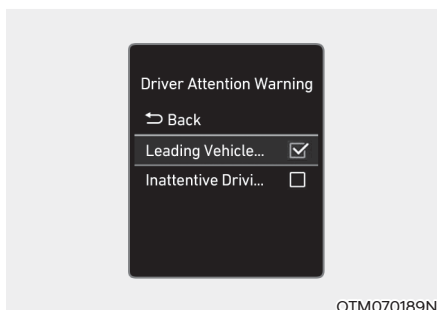 Driver Attention Warning
Back
Leading Vehicle...
Inattentive Drivi...
OTM070189N